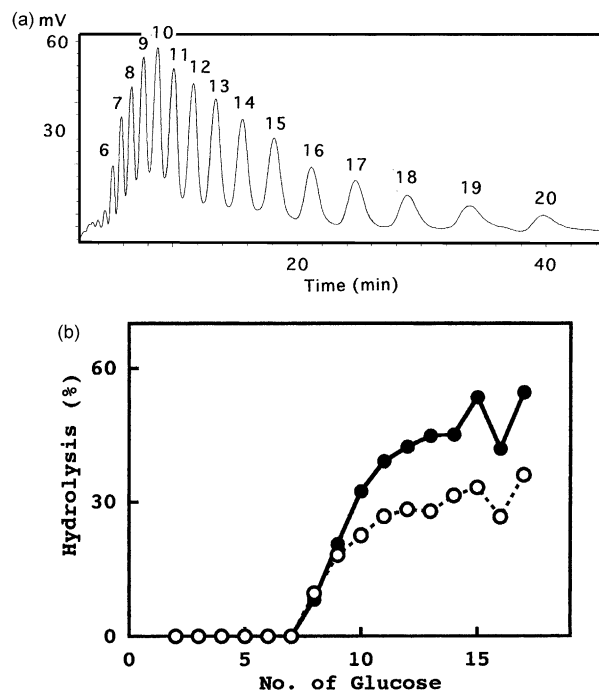 (a) mV
60
30
6 7 8 9 10 11 12 13 14 15 16 17 18 19 20
20 40
Time (min)
(b)
Hydrolysis (%)
60
30
0
0 5 10 15
No. of Glucose